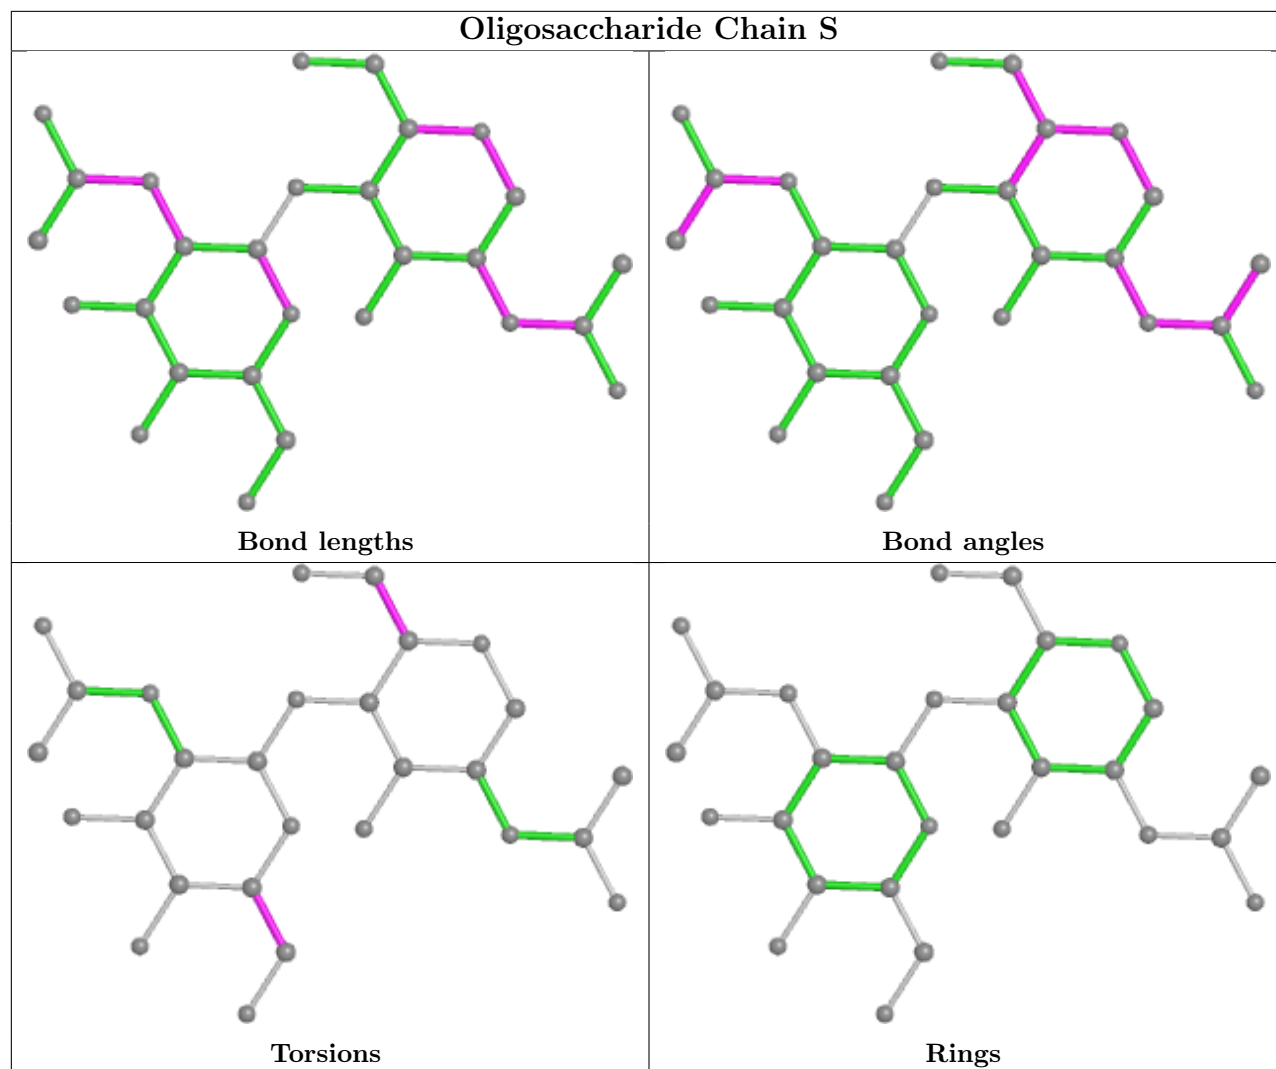 Oligosaccharide Chain S
Bond lengths
Bond angles
Torsions
Rings